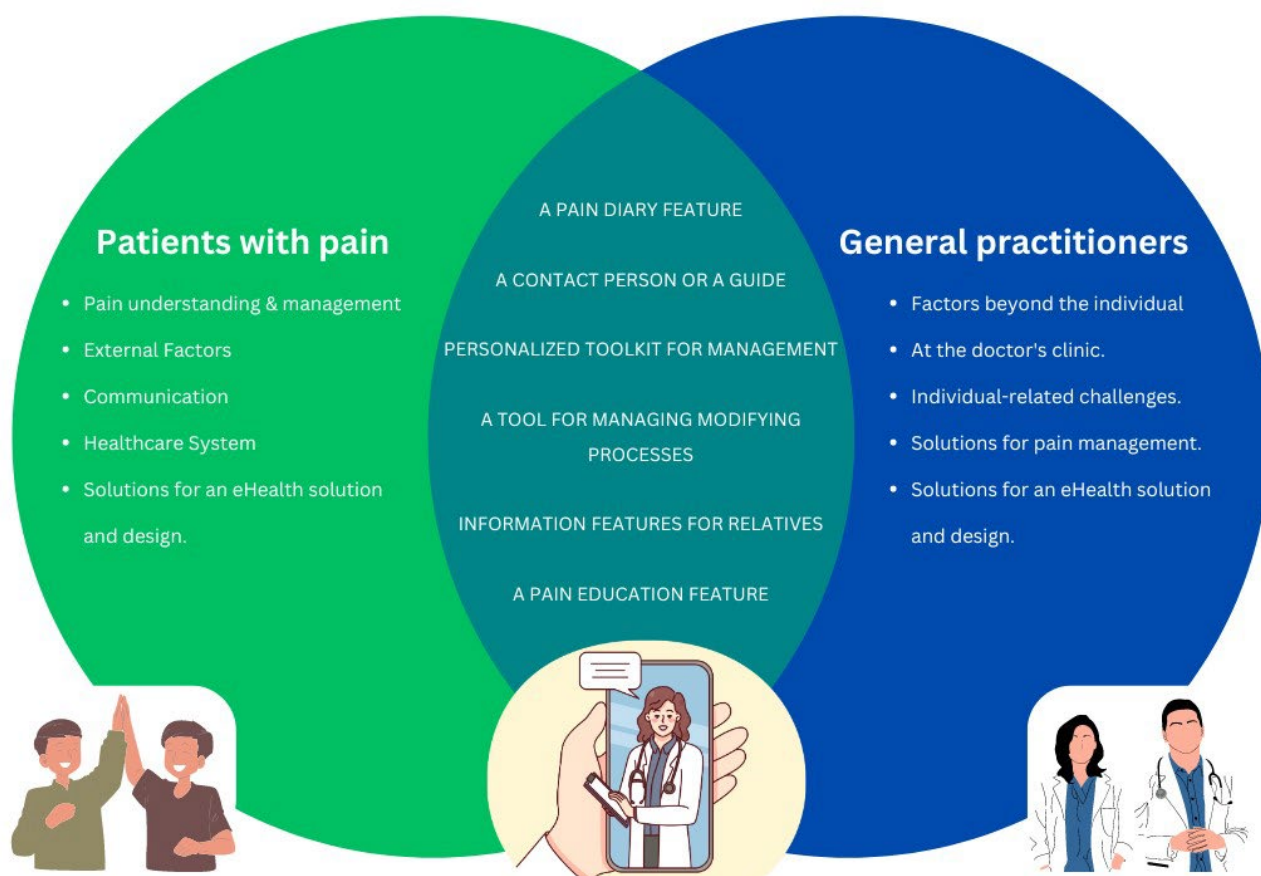 Patients with pain
• Pain understanding & management
• External Factors
• Communication
• Healthcare System
• Solutions for an eHealth solution
and design.
A PAIN DIARY FEATURE
A CONTACT PERSON OR A GUIDE
PERSONALIZED TOOLKIT FOR MANAGEMENT
A TOOL FOR MANAGING MODIFYING
PROCESSES
INFORMATION FEATURES FOR RELATIVES
A PAIN EDUCATION FEATURE
General practitioners
• Factors beyond the individual
• At the doctor's clinic.
• Individual-related challenges.
• Solutions for pain management.
• Solutions for an eHealth solution
and design.